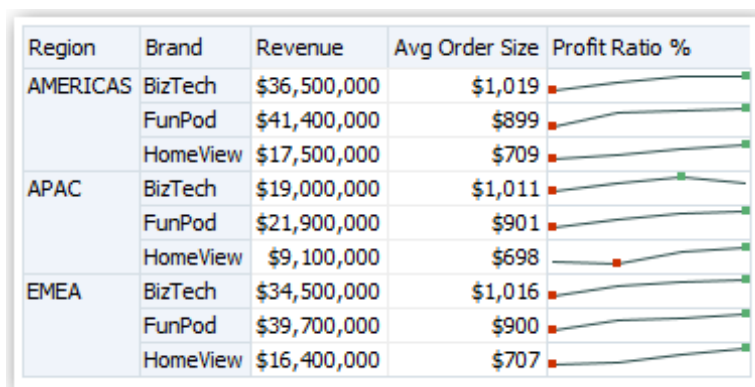 Region Brand Revenue Avg Order Size Profit Ratio %
AMERICAS BizTech $36,500,000 $1,019
FunPod $41,400,000 $899
HomeView $17,500,000 $709
APAC BizTech $19,000,000 $1,011
FunPod $21,900,000 $901
HomeView $9,100,000 $698
EMEA BizTech $34,500,000 $1,016
FunPod $39,700,000 $900
HomeView $16,400,000 $707